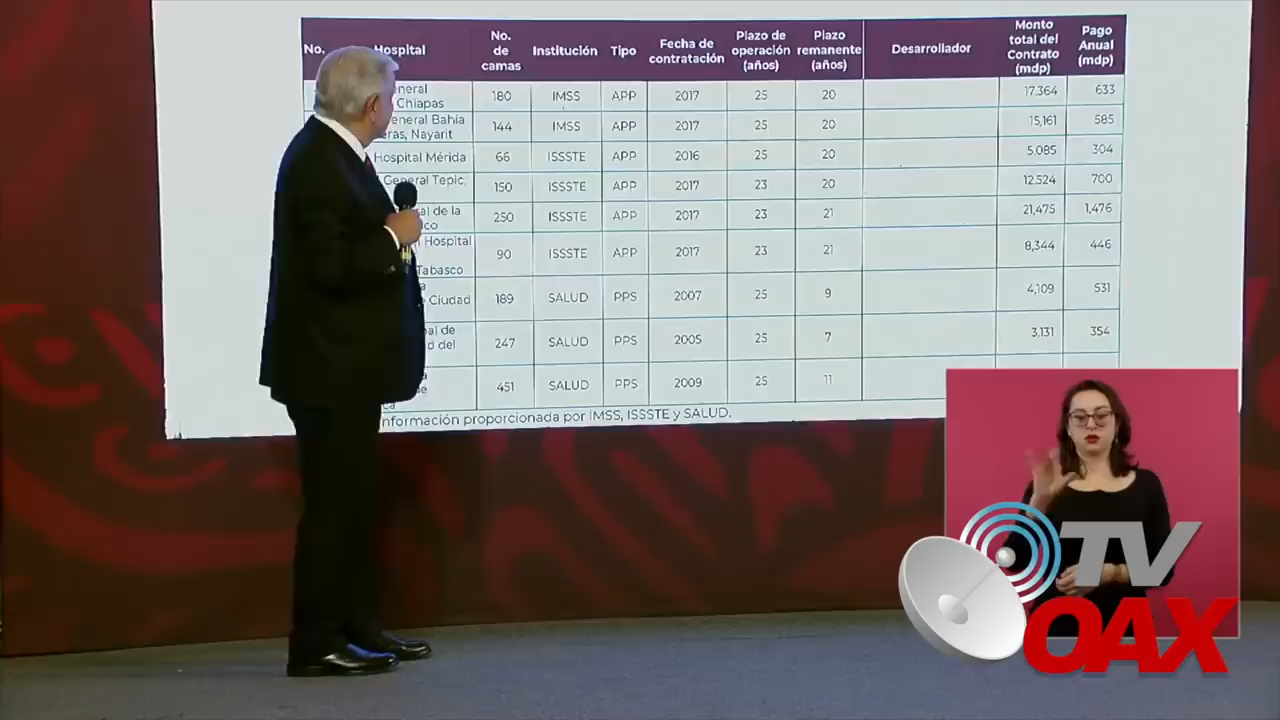 No. Hospital No. de camas Institución Tipo Fecha de contratación Plazo de operación (años) Plazo remanente (años) Desarrollador Monto total del Contrato (mdp) Pago Anual (mdp)
Chiapas 180 IMSS APP 2017 25 20 17,364 633
General Bahía Nayarit 144 IMSS APP 2017 25 20 15,161 585
Hospital Mérida 66 ISSSTE APP 2016 25 20 5,085 304
General Tepic, 150 ISSSTE APP 2017 23 20 12,524 700
de la 250 ISSSTE APP 2017 23 21 21,475 1,476
Hospital Tabasco 90 ISSSTE APP 2017 23 21 8,344 446
Ciudad 189 SALUD PPS 2007 25 9 4,109 531
de del 247 SALUD PPS 2005 25 7 3,131 354
451 SALUD PPS 2009 25 11
nformación proporcionada por IMSS, ISSSTE y SALUD.
TV
OAX